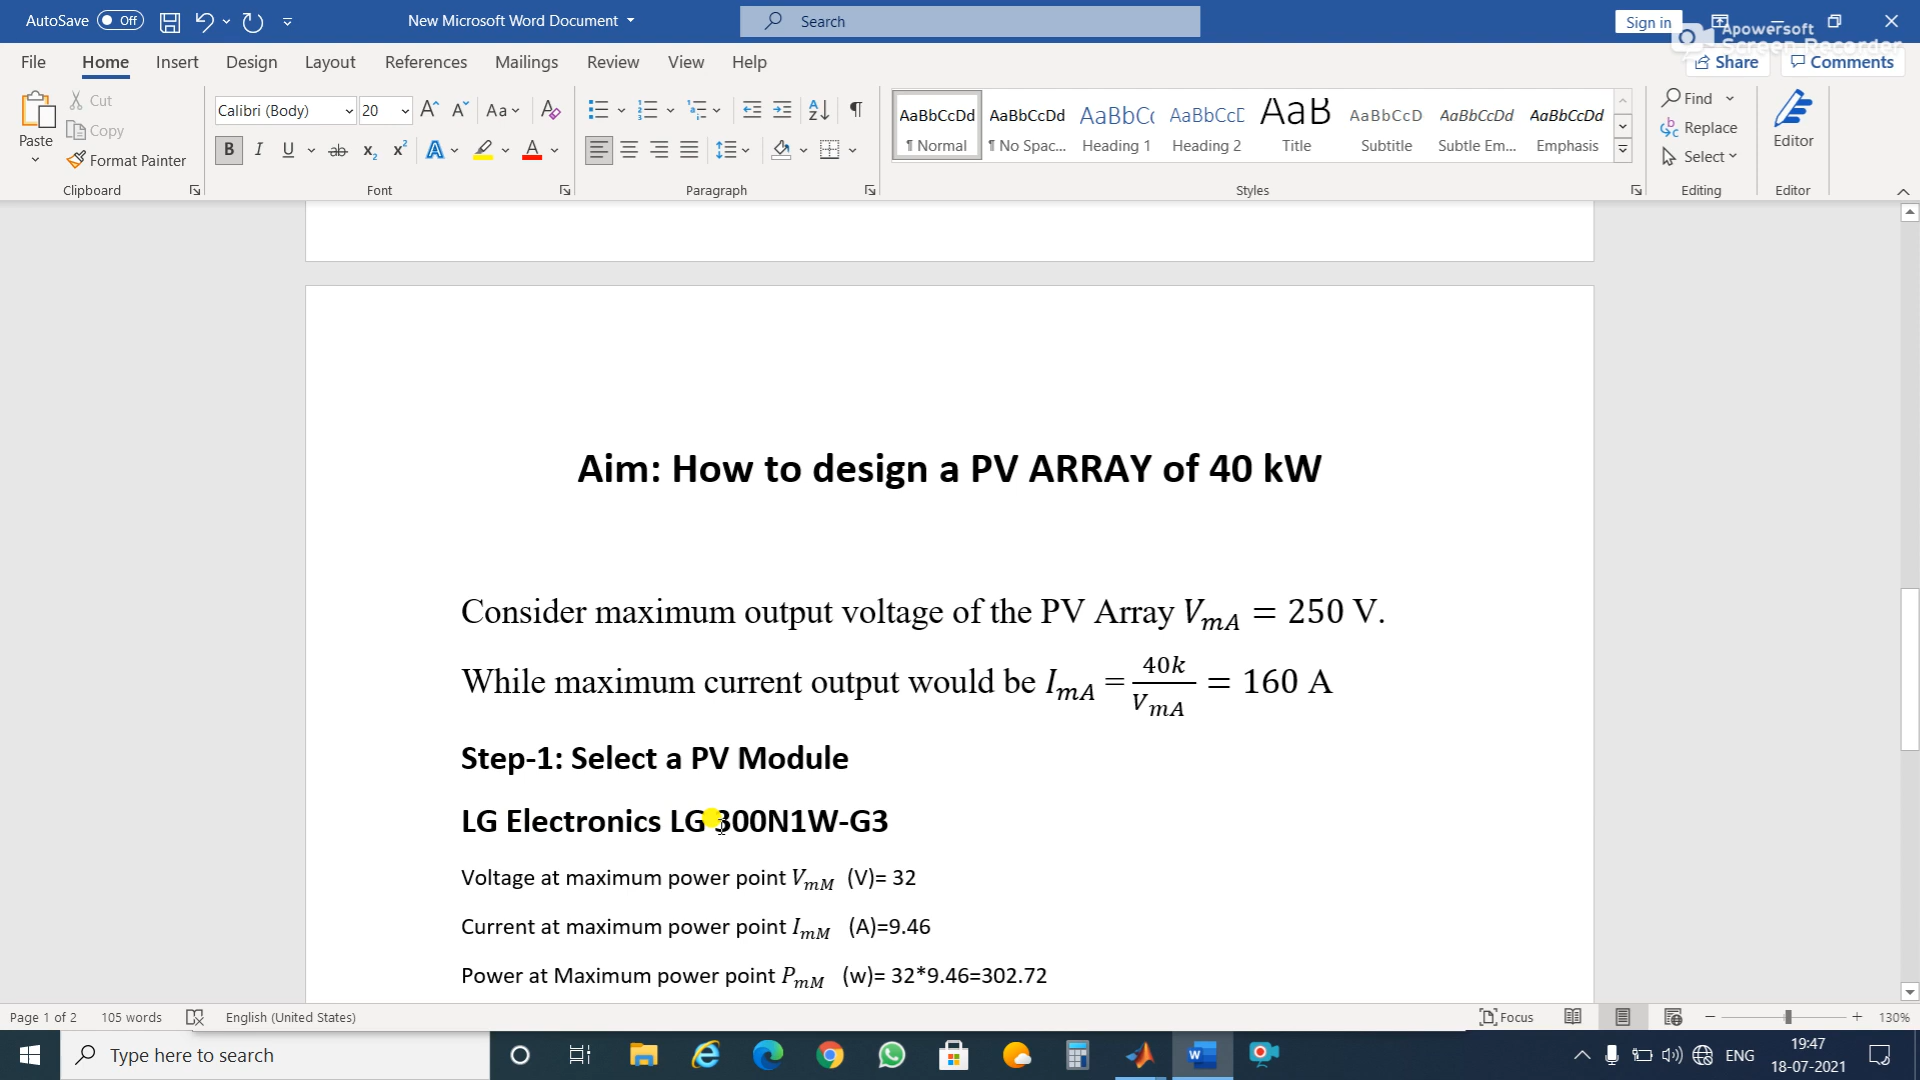 AutoSave Off New Microsoft Word Document Search Sign in Apowersoft
Screen Recorder
File Home Insert Design Layout References Mailings Review View Help Share Comments
Paste Cut Copy Format Painter
Calibri (Body) 20
AaBbCcDd AaBbCcDd AaBbCc AaBbCcD AaB AaBbCcD AaBbCcDd AaBbCcDd
¶ Normal ¶ No Spac... Heading 1 Heading 2 Title Subtitle Subtle Em... Emphasis
Find Replace Select Editor
Clipboard Font Paragraph Styles Editing Editor
Aim: How to design a PV ARRAY of 40 kW
Consider maximum output voltage of the PV Array V_mA = 250 V.
While maximum current output would be I_mA = 40k/V_mA = 160 A
Step-1: Select a PV Module
LG Electronics LG 300N1W-G3
Voltage at maximum power point V_mM (V)= 32
Current at maximum power point I_mM (A)=9.46
Power at Maximum power point P_mM (w)= 32*9.46=302.72
Page 1 of 2 105 words English (United States) Focus 130%
Type here to search ENG 19:47
18-07-2021